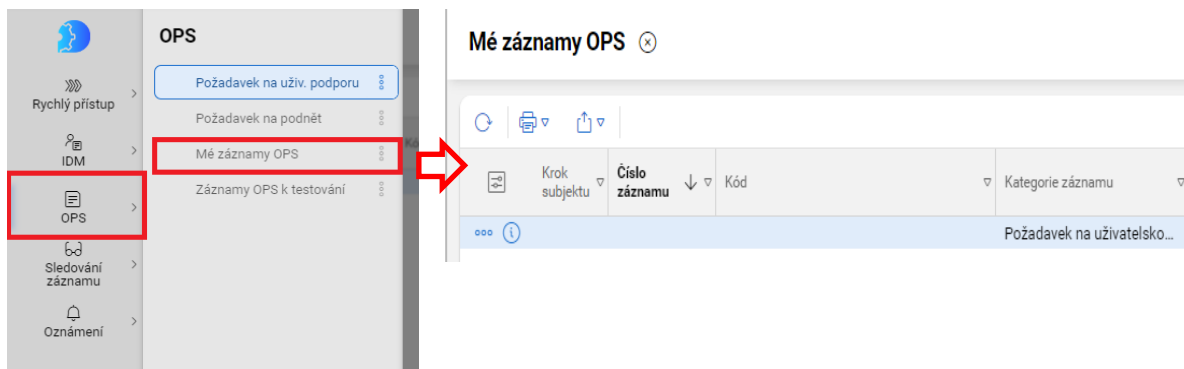 OPS
Rychlý přístup
IDM
OPS
Sledování
záznamu
Oznámení
Požadavek na uživ. podporu
Požadavek na podnět
Mé záznamy OPS
Záznamy OPS k testování
Mé záznamy OPS
Krok
subjektu
Číslo
záznamu
Kód
Kategorie záznamu
Požadavek na uživatelsko...